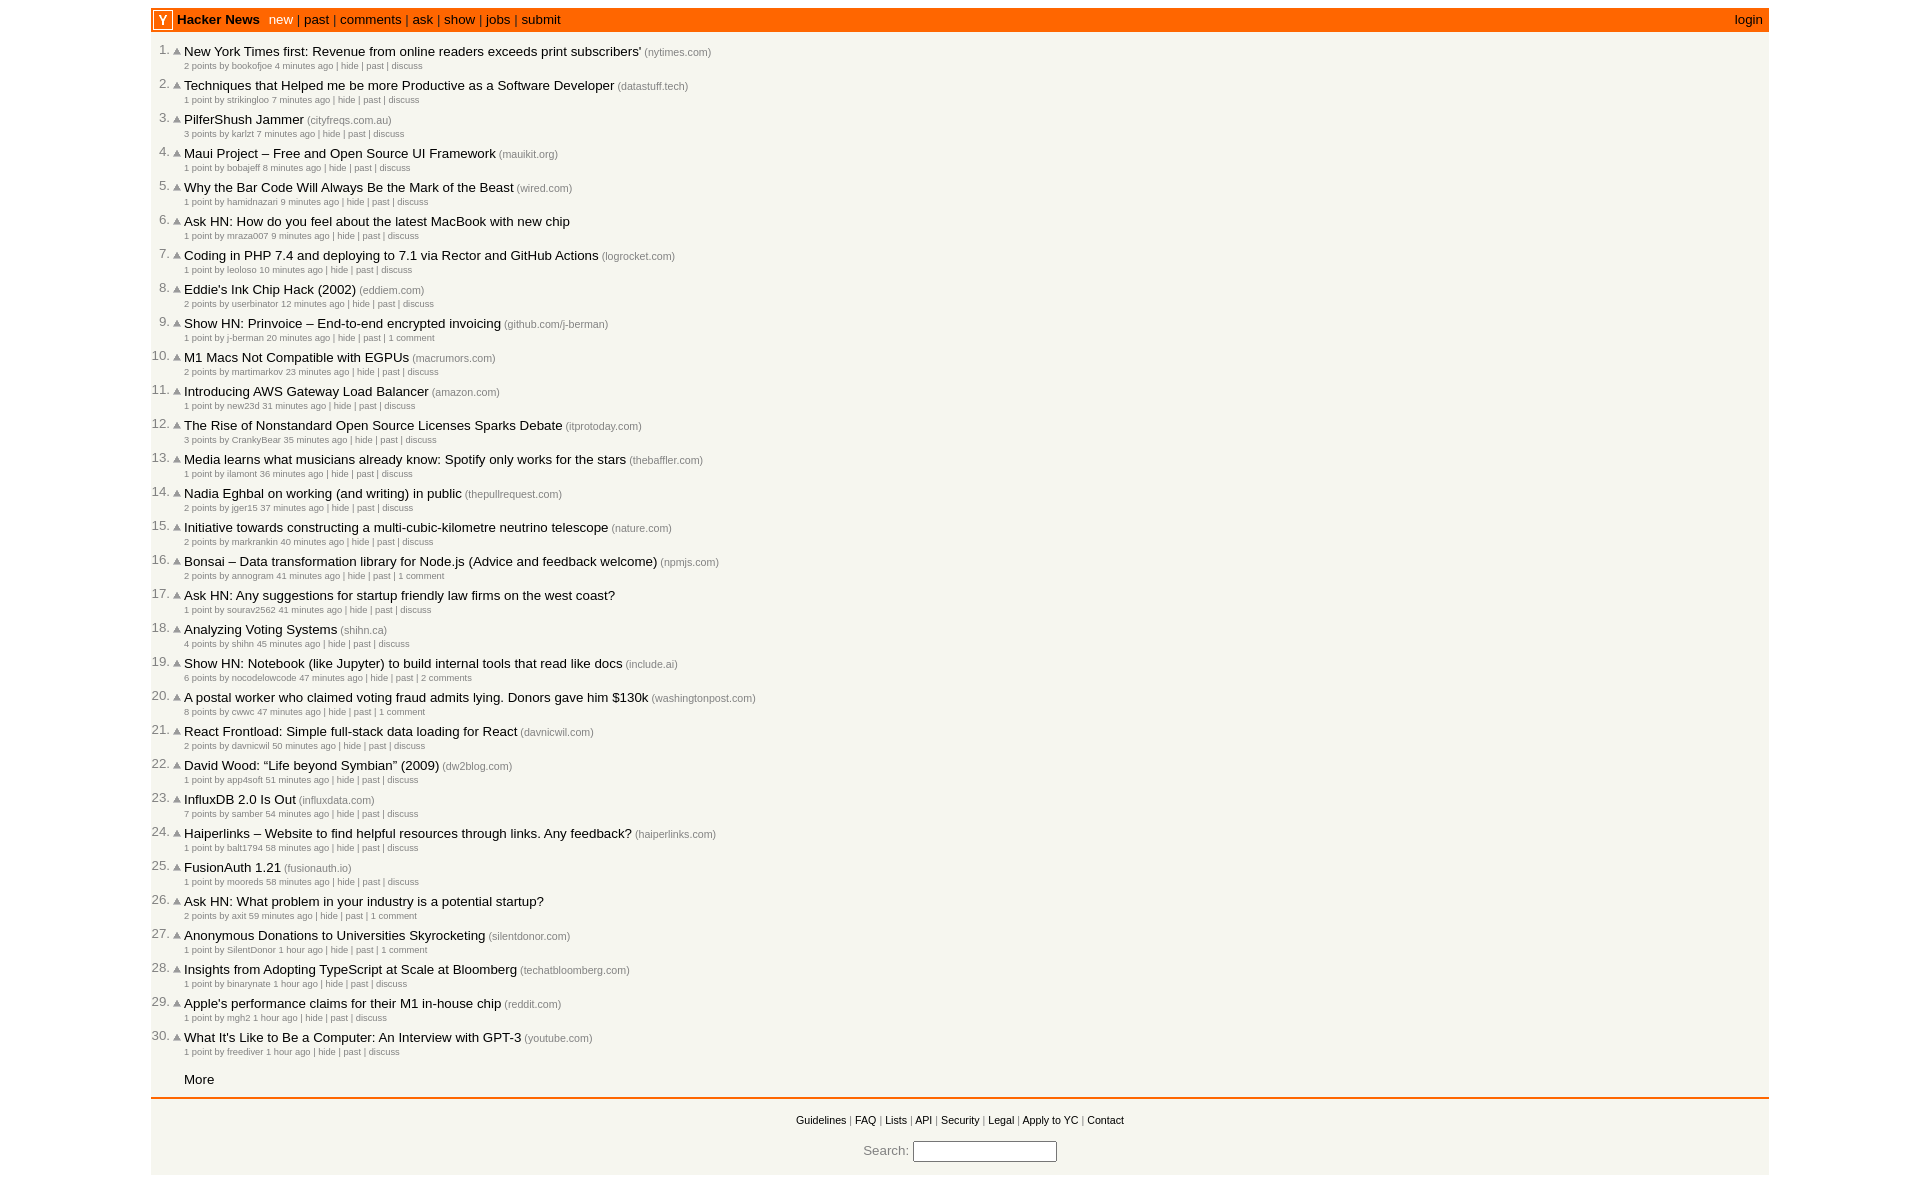 Y Hacker News new | past | comments | ask | show | jobs | submit login
1. New York Times first: Revenue from online readers exceeds print subscribers' (nytimes.com)
2 points by bookofjoe 4 minutes ago | hide | past | discuss
2. Techniques that Helped me be more Productive as a Software Developer (datastuff.tech)
1 point by strikingloo 7 minutes ago | hide | past | discuss
3. PilferShush Jammer (cityfreqs.com.au)
3 points by karlzt 7 minutes ago | hide | past | discuss
4. Maui Project – Free and Open Source UI Framework (mauikit.org)
1 point by bobajeff 8 minutes ago | hide | past | discuss
5. Why the Bar Code Will Always Be the Mark of the Beast (wired.com)
1 point by hamidnazari 9 minutes ago | hide | past | discuss
6. Ask HN: How do you feel about the latest MacBook with new chip
1 point by mraza007 9 minutes ago | hide | past | discuss
7. Coding in PHP 7.4 and deploying to 7.1 via Rector and GitHub Actions (logrocket.com)
1 point by leoloso 10 minutes ago | hide | past | discuss
8. Eddie's Ink Chip Hack (2002) (eddiem.com)
2 points by userbinator 12 minutes ago | hide | past | discuss
9. Show HN: Prinvoice – End-to-end encrypted invoicing (github.com/j-berman)
1 point by j-berman 20 minutes ago | hide | past | 1 comment
10. M1 Macs Not Compatible with EGPUs (macrumors.com)
2 points by martimarkov 23 minutes ago | hide | past | discuss
11. Introducing AWS Gateway Load Balancer (amazon.com)
1 point by new23d 31 minutes ago | hide | past | discuss
12. The Rise of Nonstandard Open Source Licenses Sparks Debate (itprotoday.com)
3 points by CrankyBear 35 minutes ago | hide | past | discuss
13. Media learns what musicians already know: Spotify only works for the stars (thebaffler.com)
1 point by ilamont 36 minutes ago | hide | past | discuss
14. Nadia Eghbal on working (and writing) in public (thepullrequest.com)
2 points by jger15 37 minutes ago | hide | past | discuss
15. Initiative towards constructing a multi-cubic-kilometre neutrino telescope (nature.com)
2 points by markrankin 40 minutes ago | hide | past | discuss
16. Bonsai – Data transformation library for Node.js (Advice and feedback welcome) (npmjs.com)
2 points by annogram 41 minutes ago | hide | past | 1 comment
17. Ask HN: Any suggestions for startup friendly law firms on the west coast?
1 point by sourav2562 41 minutes ago | hide | past | discuss
18. Analyzing Voting Systems (shihn.ca)
4 points by shihn 45 minutes ago | hide | past | discuss
19. Show HN: Notebook (like Jupyter) to build internal tools that read like docs (include.ai)
6 points by nocodelowcode 47 minutes ago | hide | past | 2 comments
20. A postal worker who claimed voting fraud admits lying. Donors gave him $130k (washingtonpost.com)
8 points by cwwc 47 minutes ago | hide | past | 1 comment
21. React Frontload: Simple full-stack data loading for React (davnicwil.com)
2 points by davnicwil 50 minutes ago | hide | past | discuss
22. David Wood: “Life beyond Symbian” (2009) (dw2blog.com)
1 point by app4soft 51 minutes ago | hide | past | discuss
23. InfluxDB 2.0 Is Out (influxdata.com)
7 points by samber 54 minutes ago | hide | past | discuss
24. Haiperlinks – Website to find helpful resources through links. Any feedback? (haiperlinks.com)
1 point by balt1794 58 minutes ago | hide | past | discuss
25. FusionAuth 1.21 (fusionauth.io)
1 point by mooreds 58 minutes ago | hide | past | discuss
26. Ask HN: What problem in your industry is a potential startup?
2 points by axit 59 minutes ago | hide | past | 1 comment
27. Anonymous Donations to Universities Skyrocketing (silentdonor.com)
1 point by SilentDonor 1 hour ago | hide | past | 1 comment
28. Insights from Adopting TypeScript at Scale at Bloomberg (techatbloomberg.com)
1 point by binarynate 1 hour ago | hide | past | discuss
29. Apple's performance claims for their M1 in-house chip (reddit.com)
1 point by mgh2 1 hour ago | hide | past | discuss
30. What It's Like to Be a Computer: An Interview with GPT-3 (youtube.com)
1 point by freediver 1 hour ago | hide | past | discuss
More
Guidelines | FAQ | Lists | API | Security | Legal | Apply to YC | Contact
Search: